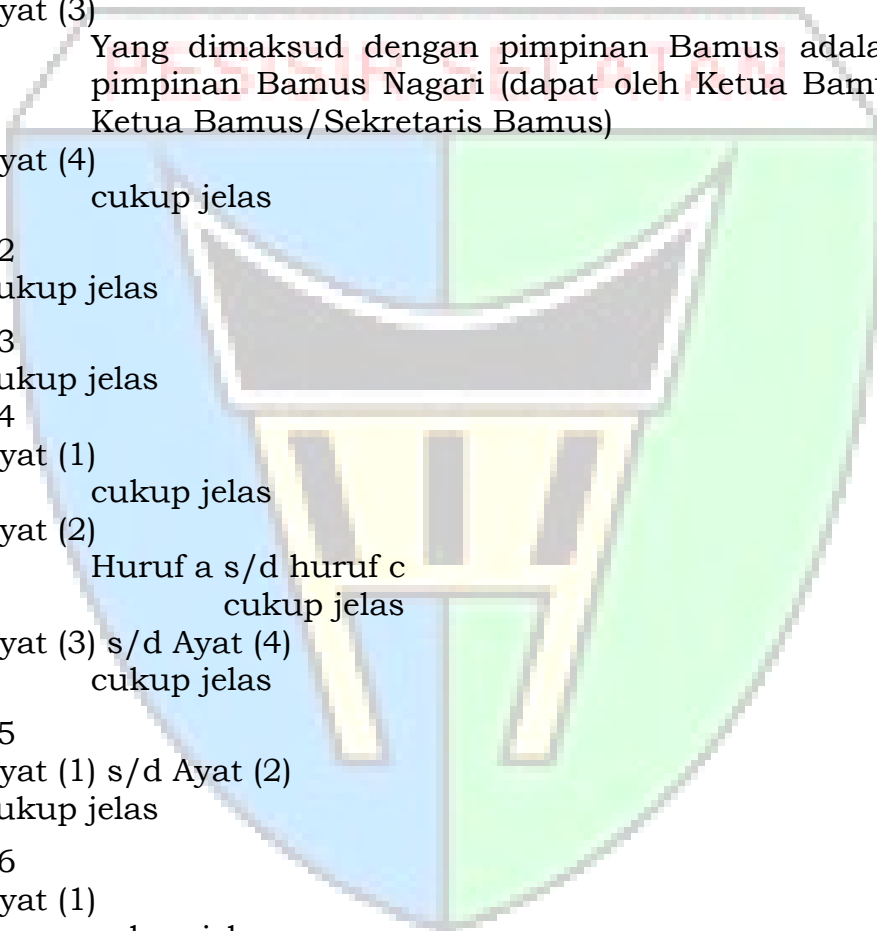 yat (3)
PESISIR SELATAN
Yang dimaksud dengan pimpinan Bamus adala
pimpinan Bamus Nagari (dapat oleh Ketua Bam
Ketua Bamus/Sekretaris Bamus)
yat (4)
cukup jelas
2
ukup jelas
3
ukup jelas
4
yat (1)
cukup jelas
yat (2)
Huruf a s/d huruf c
cukup jelas
yat (3) s/d Ayat (4)
cukup jelas
5
yat (1) s/d Ayat (2)
ukup jelas
6
yat (1)